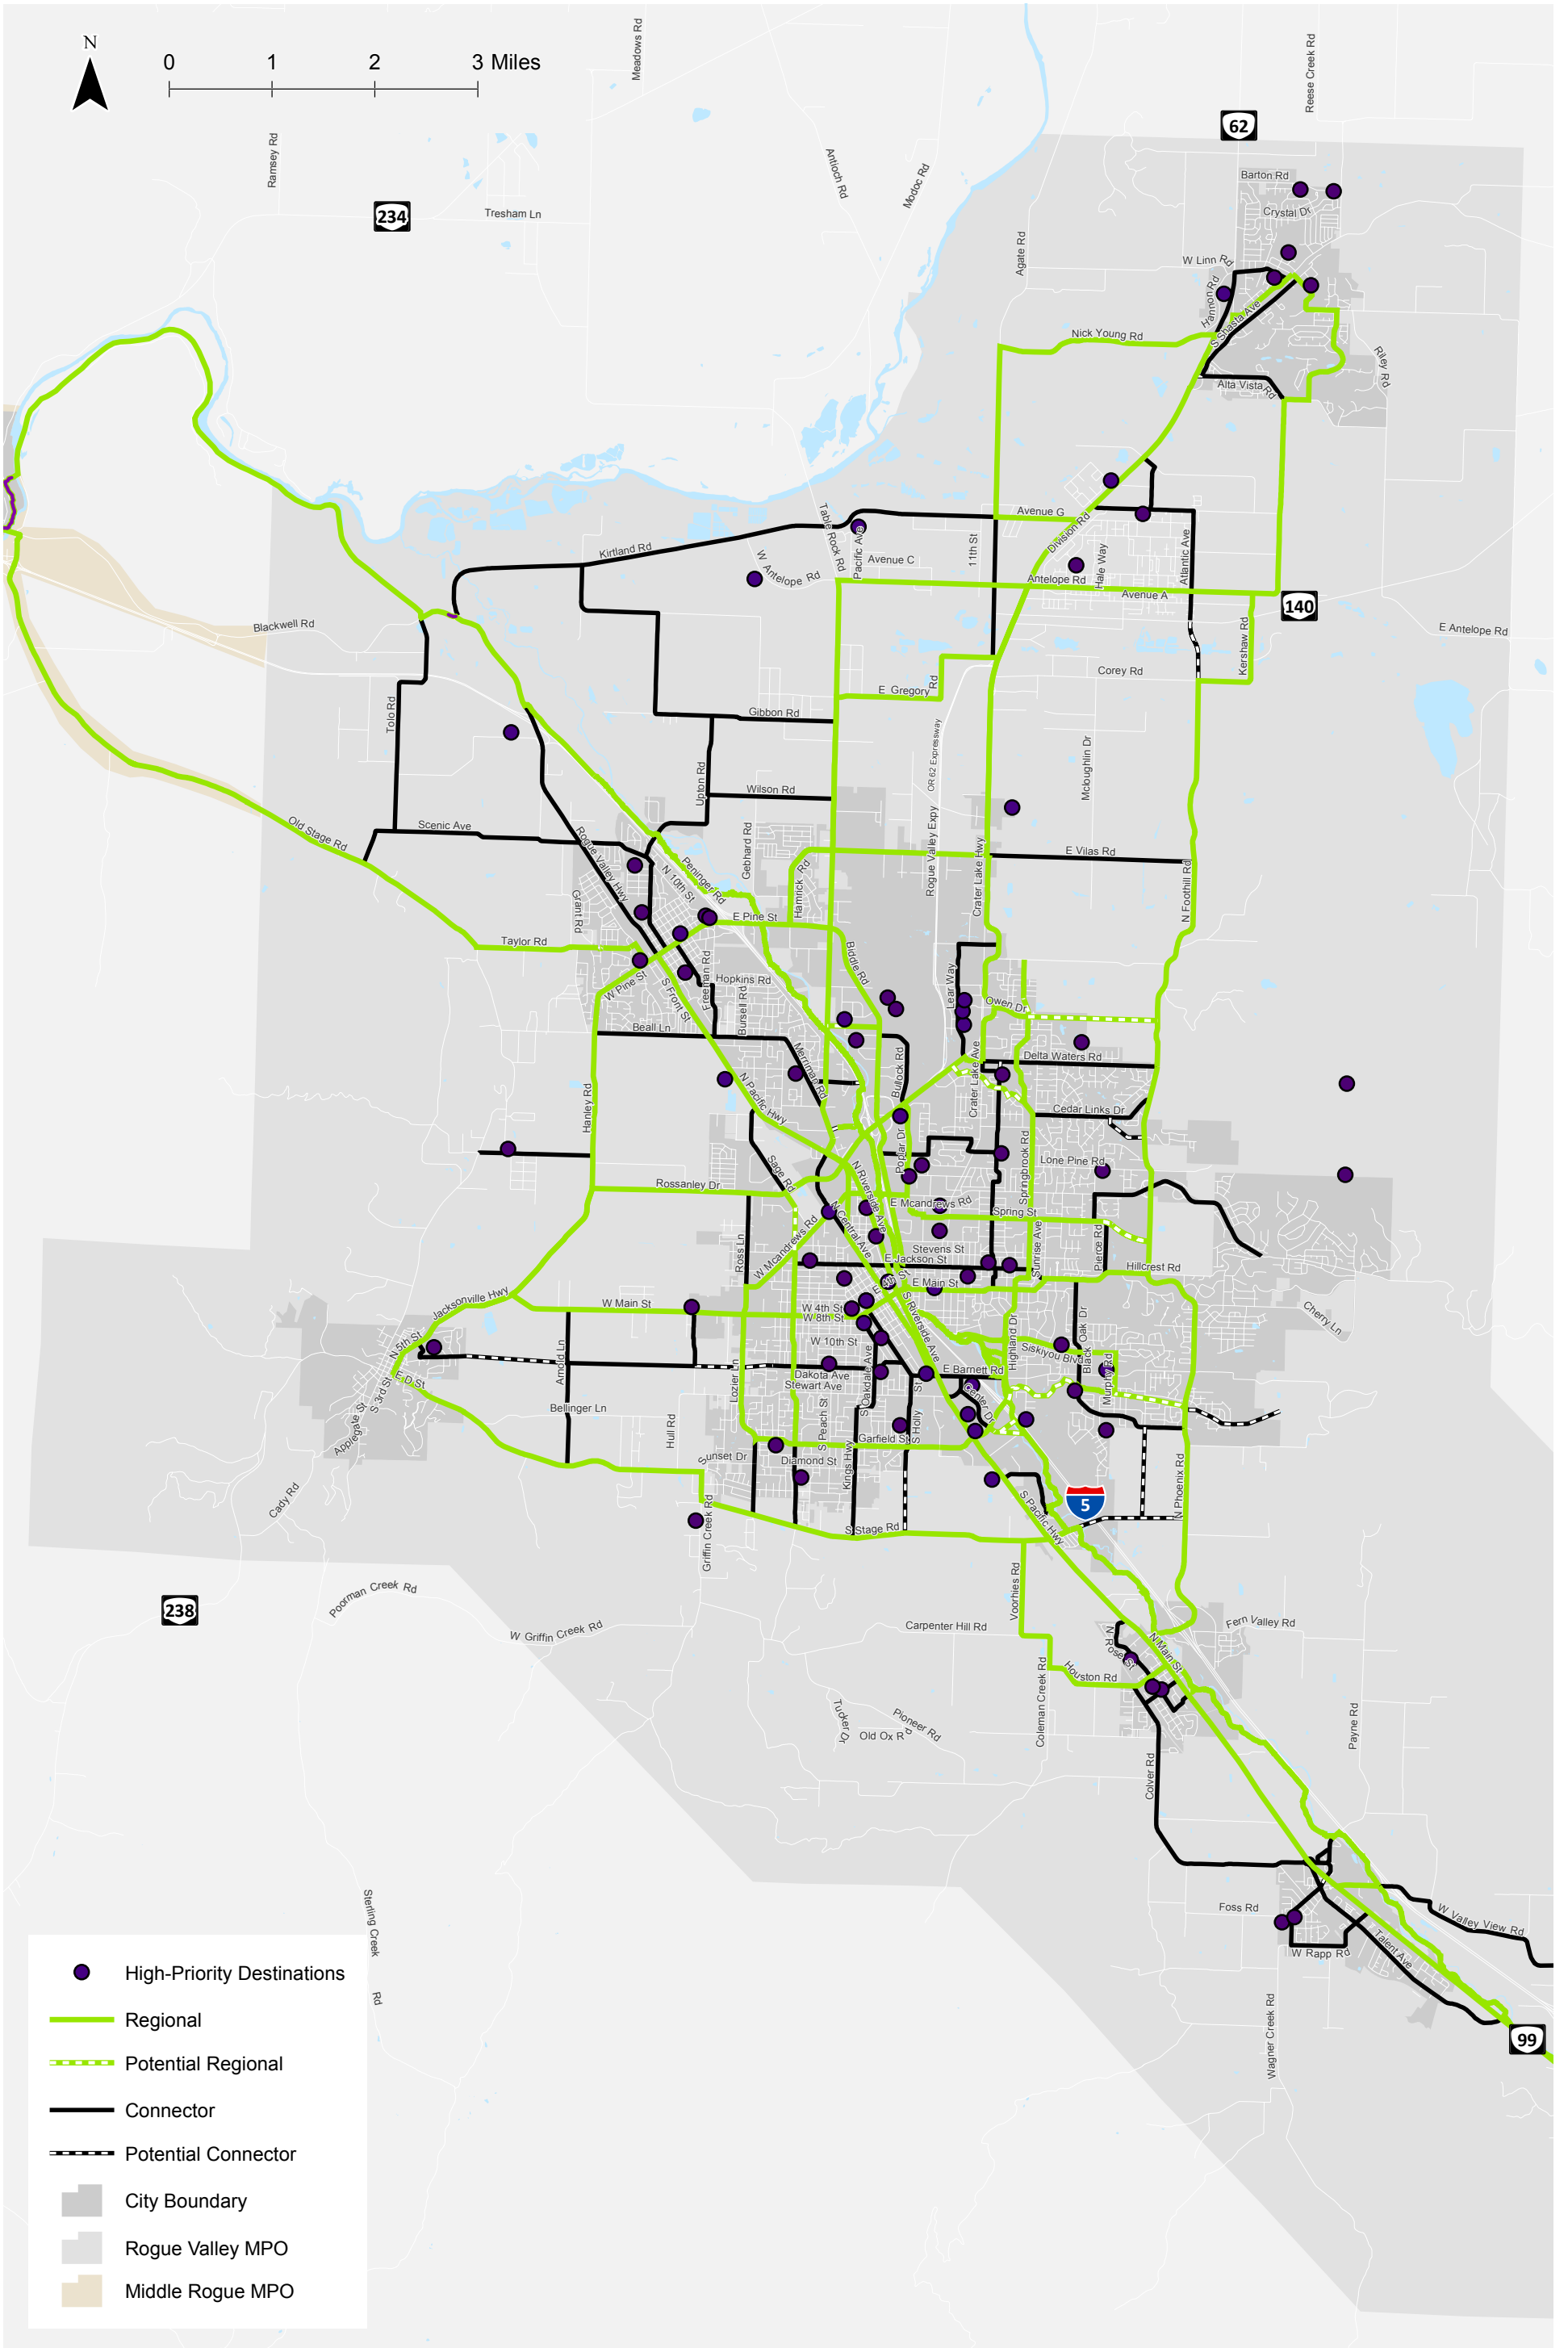 N
0 1 2 3 Miles
Meadows Rd
Reese Creek Rd
62
Ramsey Rd
Antioch Rd
Modoc Rd
Barton Rd
234
Tresham Ln
Crystal Dr
Agate Rd
W Linn Rd
Hannon Rd
S Shasta Ave
Nick Young Rd
Riley Rd
Alta Vista Rd
Table Rock Rd
Pacific Ave
Avenue G
Division Rd
Kirtland Rd
W Antelope Rd
Avenue C
11th St
Hale Way
Atlantic Ave
Antelope Rd
Avenue A
140
Blackwell Rd
Kershaw Rd
E Antelope Rd
Corey Rd
E Gregory Rd
Tolo Rd
Gibbon Rd
OR 62 Expressway
Mcloughlin Dr
Upton Rd
Wilson Rd
Old Stage Rd
Scenic Ave
Rogue Valley Hwy
Gebhard Rd
Rogue Valley Expy
Crater Lake Hwy
E Vilas Rd
N Foothill Rd
Peninger Rd
N 10th St
Hamrick Rd
Grant Rd
E Pine St
Taylor Rd
Biddle Rd
W Pine St
S Front St
Freeman Rd
Hopkins Rd
Bursell Rd
Lear Way
Owen Dr
Beall Ln
Merriman Rd
Bullock Rd
Crater Lake Ave
Delta Waters Rd
Hanley Rd
N Pacific Hwy
Cedar Links Dr
Poplar Dr
Springbrook Rd
Lone Pine Rd
Sage Rd
N Riverside Ave
Rossanley Dr
E Mcandrews Rd
Spring St
N Central Ave
W Mcandrews Rd
Ross Ln
Stevens St
Sunrise Ave
Pierce Rd
E Jackson St
Hillcrest Rd
E Main St
Jacksonville Hwy
W Main St
W 4th St
W 8th St
S Riverside Ave
Cherry Ln
N 5th St
W 10th St
Highland Dr
Siskiyou Blvd
Black Oak Dr
Arnold Ln
E Barnett Rd
Murphy Rd
S 3rd St
E D St
Lozier Ln
Dakota Ave
Stewart Ave
S Oakdale Ave
Center Dr
Applegate St
Bellinger Ln
Hull Rd
S Peach St
S Holly St
Garfield St
Sunset Dr
Diamond St
Kings Hwy
N Phoenix Rd
Cady Rd
5
S Pacific Hwy
Griffin Creek Rd
S Stage Rd
Poorman Creek Rd
238
Voorhies Rd
W Griffin Creek Rd
Carpenter Hill Rd
Fern Valley Rd
N Rose St
N Main St
Houston Rd
Coleman Creek Rd
Tucker Dr
Pioneer Rd
Old Ox Rd
Payne Rd
Colver Rd
Sterling Creek Rd
Foss Rd
W Valley View Rd
W Rapp Rd
Talent Ave
Wagner Creek Rd
99
High-Priority Destinations
Regional
Potential Regional
Connector
Potential Connector
City Boundary
Rogue Valley MPO
Middle Rogue MPO